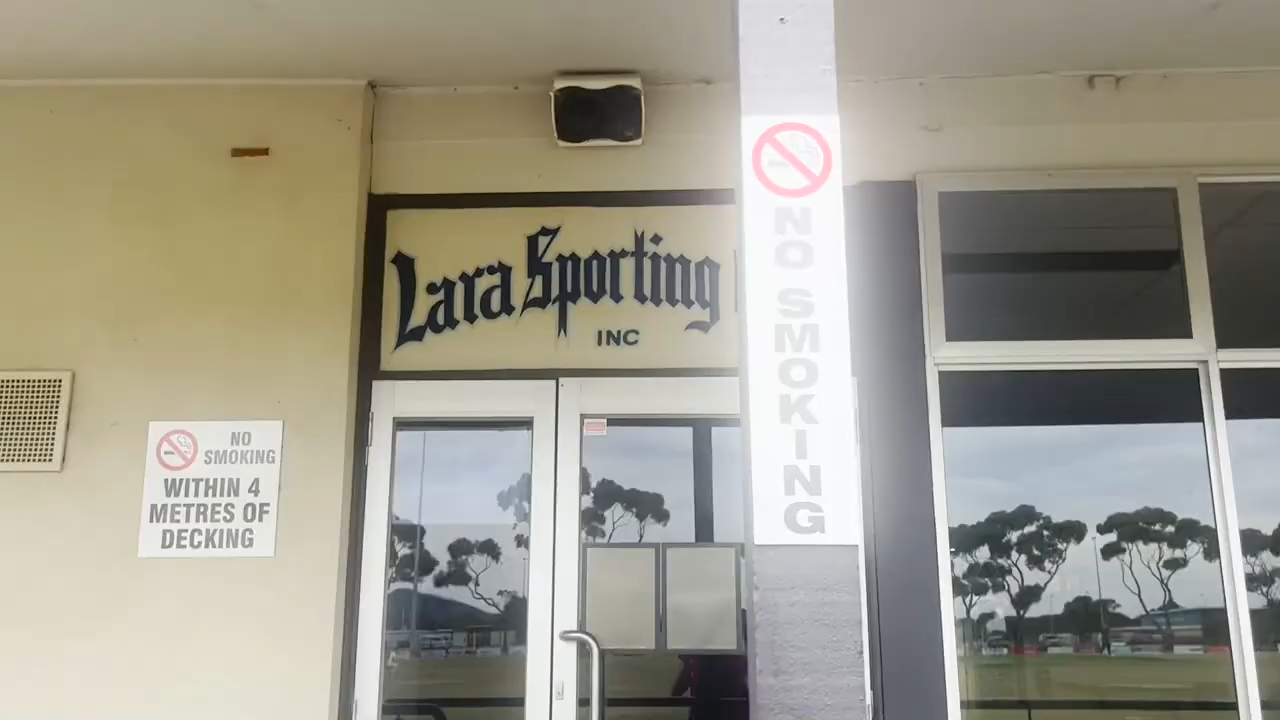 Lara Sporting
INC
NO SMOKING
NO
SMOKING
WITHIN 4
METRES OF
DECKING